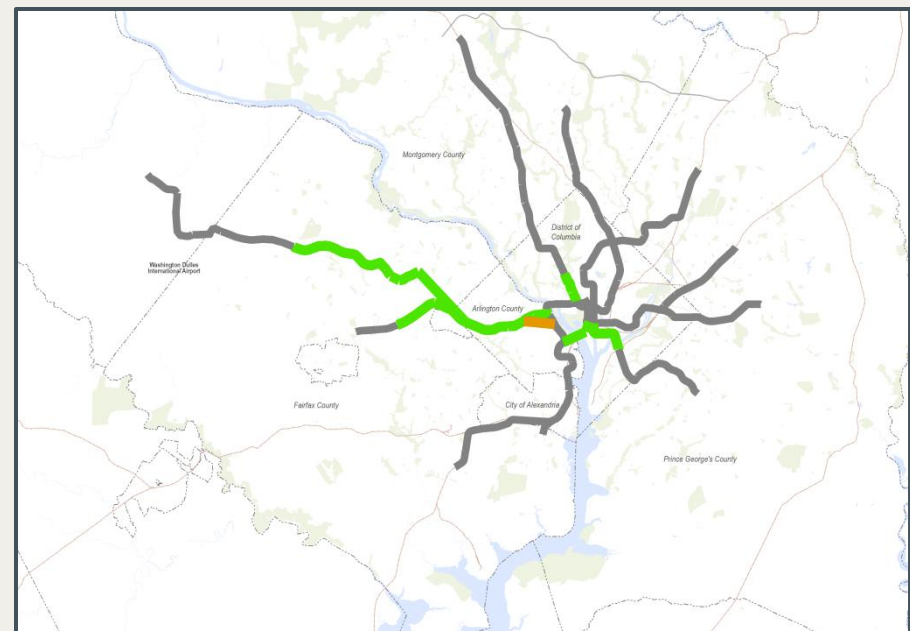 Montgomery County
District of
Columbia
Washington Dulles
International Airport
Arlington County
Fairfax County
City of Alexandria
Prince George's County